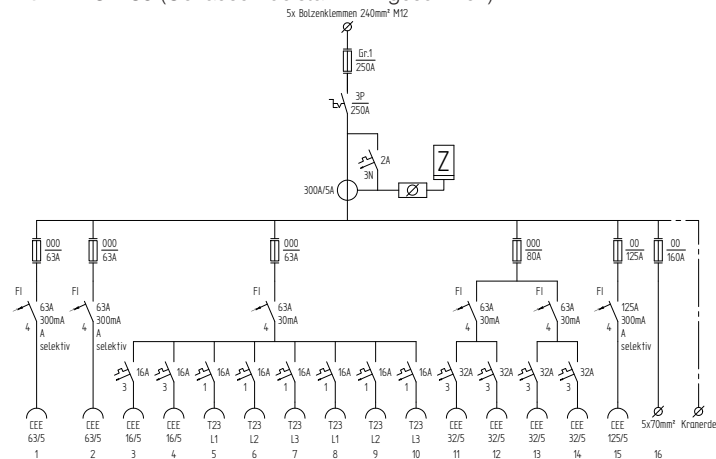 5x Bolzenklemmen 240mm² M12
Gr.1
250A
3P
250A
2A
3N
Z
300A/5A
000
63A
000
63A
000
63A
000
80A
00
125A
00
160A
FI
63A
300mA
A
selektiv
4
FI
63A
300mA
A
selektiv
4
FI
63A
30mA
4
FI
63A
30mA
4
FI
63A
30mA
4
FI
125A
300mA
A
selektiv
4
16A
3
16A
3
16A
1
16A
1
16A
1
16A
1
16A
1
16A
1
32A
3
32A
3
32A
3
32A
3
CEE CEE CEE CEE T23 T23 T23 T23 T23 T23 CEE CEE CEE CEE CEE 5x70mm² Kranerde
63/5 63/5 16/5 16/5 L1 L2 L3 L1 L2 L3 32/5 32/5 32/5 32/5 125/5
1 2 3 4 5 6 7 8 9 10 11 12 13 14 15 16